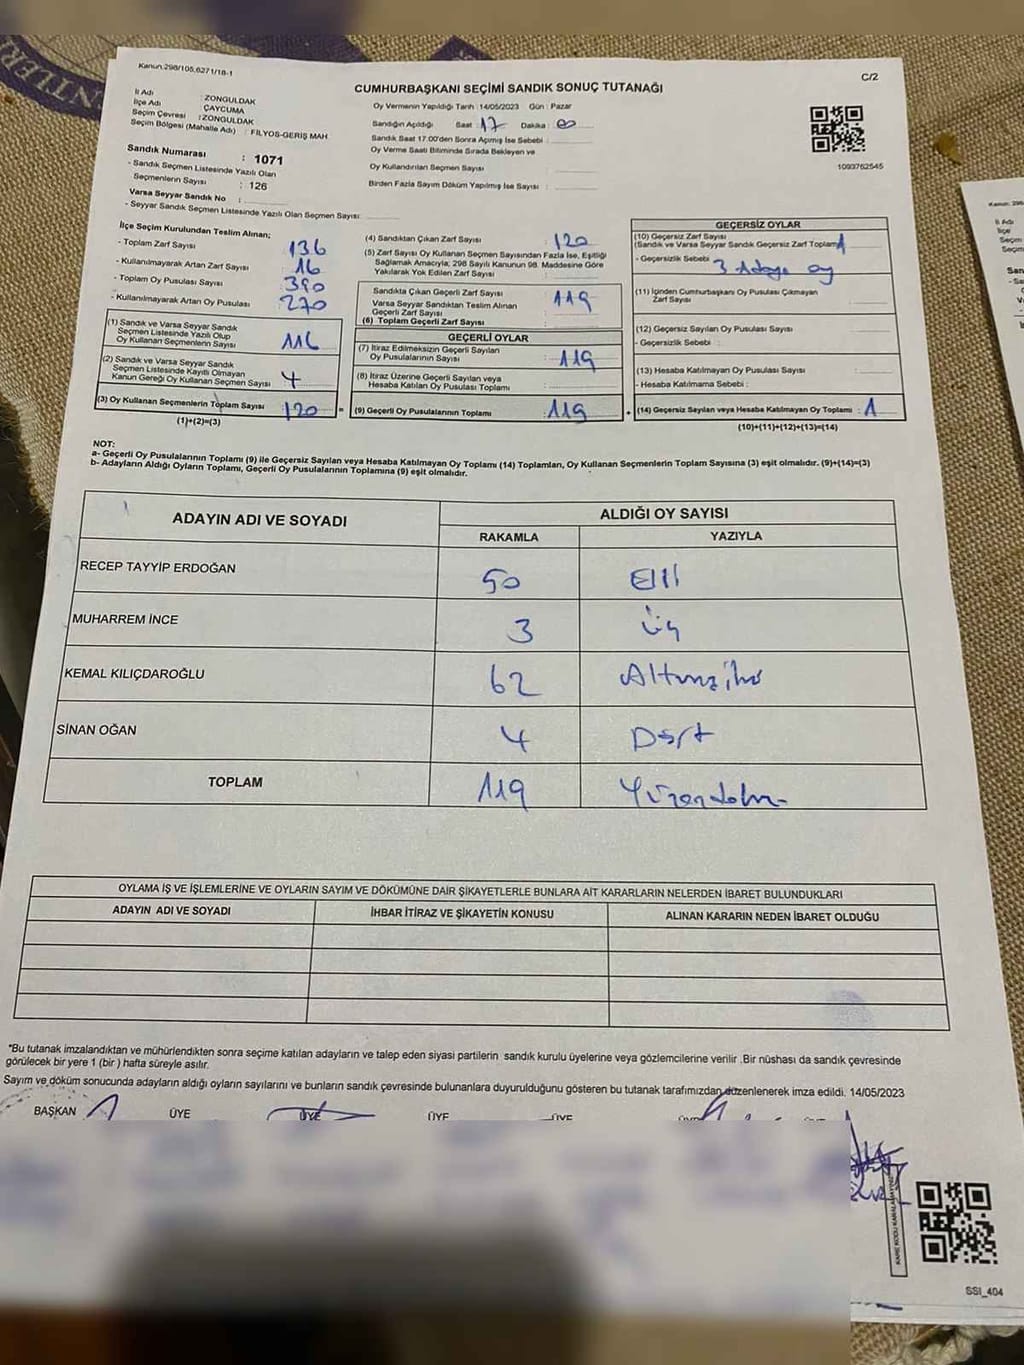 Kanun:298/105,6271/18-1
C/2
CUMHURBAŞKANI SEÇİMİ SANDIK SONUÇ TUTANAĞI
İl Adı : ZONGULDAK
İlçe Adı : ÇAYCUMA
Seçim Çevresi : ZONGULDAK
Seçim Bölgesi (Mahalle Adı) : FİLYOS-GERİŞ MAH.
Sandık Numarası : 1071
- Sandık Seçmen Listesinde Yazılı Olan
Seçmenlerin Sayısı : 126
Varsa Seyyar Sandık No :
- Seyyar Sandık Seçmen Listesinde Yazılı Olan Seçmen Sayısı:
Oy Vermenin Yapıldığı Tarih :14/05/2023 Gün : Pazar
Sandığın Açıldığı Saat : 17 Dakika : 00
Sandık Saat 17.00'den Sonra Açımış İse Sebebi :
Oy Verme Saati Bitiminde Sırada Bekleyen ve
Oy Kullandırılan Seçmen Sayısı :
Birden Fazla Sayım Döküm Yapılmış İse Sayısı :
1093762545
İlçe Seçim Kurulundan Teslim Alınan;
- Toplam Zarf Sayısı : 136
- Kullanılmayarak Artan Zarf Sayısı : 16
- Toplam Oy Pusulası Sayısı : 390
- Kullanılmayarak Artan Oy Pusulası : 270
(1) Sandık ve Varsa Seyyar Sandık
Seçmen Listesinde Yazılı Olup
Oy Kullanan Seçmenlerin Sayısı : 116
(2) Sandık ve Varsa Seyyar Sandık
Seçmen Listesinde Kayıtlı Olmayan
Kanun Gereği Oy Kullanan Seçmen Sayısı : 4
(3) Oy Kullanan Seçmenlerin Toplam Sayısı : 120 =
(1)+(2)=(3)
(4) Sandıktan Çıkan Zarf Sayısı : 120
(5) Zarf Sayısı Oy Kullanan Seçmen Sayısından Fazla İse, Eşitliği
Sağlamak Amacıyla; 298 Sayılı Kanunun 98. Maddesine Göre
Yakılarak Yok Edilen Zarf Sayısı :
Sandıkta Çıkan Geçerli Zarf Sayısı : 119
Varsa Seyyar Sandıktan Teslim Alınan
Geçerli Zarf Sayısı :
(6) Toplam Geçerli Zarf Sayısı :
GEÇERLİ OYLAR
(7) İtiraz Edilmeksizin Geçerli Sayılan
Oy Pusulalarının Sayısı : 119
(8) İtiraz Üzerine Geçerli Sayılan veya
Hesaba Katılan Oy Pusulası Toplamı :
(9) Geçerli Oy Pusulalarının Toplamı : 119 +
GEÇERSİZ OYLAR
(10) Geçersiz Zarf Sayısı
(Sandık ve Varsa Seyyar Sandık Geçersiz Zarf Toplamı) 1
- Geçersizlik Sebebi : 3 Adaya oy
(11) İçinden Cumhurbaşkanı Oy Pusulası Çıkmayan
Zarf Sayısı :
(12) Geçersiz Sayılan Oy Pusulası Sayısı :
- Geçersizlik Sebebi :
(13) Hesaba Katılmayan Oy Pusulası Sayısı :
- Hesaba Katılmama Sebebi :
(14) Geçersiz Sayılan veya Hesaba Katılmayan Oy Toplamı : 1
(10)+(11)+(12)+(13)=(14)
NOT:
a- Geçerli Oy Pusulalarının Toplamı (9) ile Geçersiz Sayılan veya Hesaba Katılmayan Oy Toplamı (14) Toplamları, Oy Kullanan Seçmenlerin Toplam Sayısına (3) eşit olmalıdır. (9)+(14)=(3)
b- Adayların Aldığı Oyların Toplamı, Geçerli Oy Pusulalarının Toplamına (9) eşit olmalıdır.
ADAYIN ADI VE SOYADI ALDIĞI OY SAYISI
RAKAMLA YAZIYLA
RECEP TAYYİP ERDOĞAN 50 Elli
MUHARREM İNCE 3 Üç
KEMAL KILIÇDAROĞLU 62 Altmışiki
SİNAN OĞAN 4 Dört
TOPLAM 119 Yüzondokuz
OYLAMA İŞ VE İŞLEMLERİNE VE OYLARIN SAYIM VE DÖKÜMÜNE DAİR ŞİKAYETLERLE BUNLARA AİT KARARLARIN NELERDEN İBARET BULUNDUKLARI
ADAYIN ADI VE SOYADI İHBAR İTİRAZ VE ŞİKAYETİN KONUSU ALINAN KARARIN NEDEN İBARET OLDUĞU
*Bu tutanak imzalandıktan ve mühürlendikten sonra seçime katılan adayların ve talep eden siyasi partilerin sandık kurulu üyelerine veya gözlemcilerine verilir .Bir nüshası da sandık çevresinde
görülecek bir yere 1 (bir ) hafta süreyle asılır.
Sayım ve döküm sonucunda adayların aldığı oyların sayılarını ve bunların sandık çevresinde bulunanlara duyurulduğunu gösteren bu tutanak tarafımızdan düzenlenerek imza edildi. 14/05/2023
BAŞKAN ÜYE ÜYE ÜYE ÜYE
SSI_404